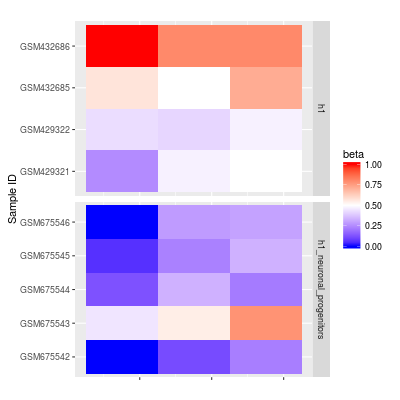 GSM432686
GSM432685
GSM429322
GSM429321
h1
GSM675546
GSM675545
GSM675544
GSM675543
GSM675542
h1_neuronal_progenitors
Sample ID
beta
1.00
0.75
0.50
0.25
0.00